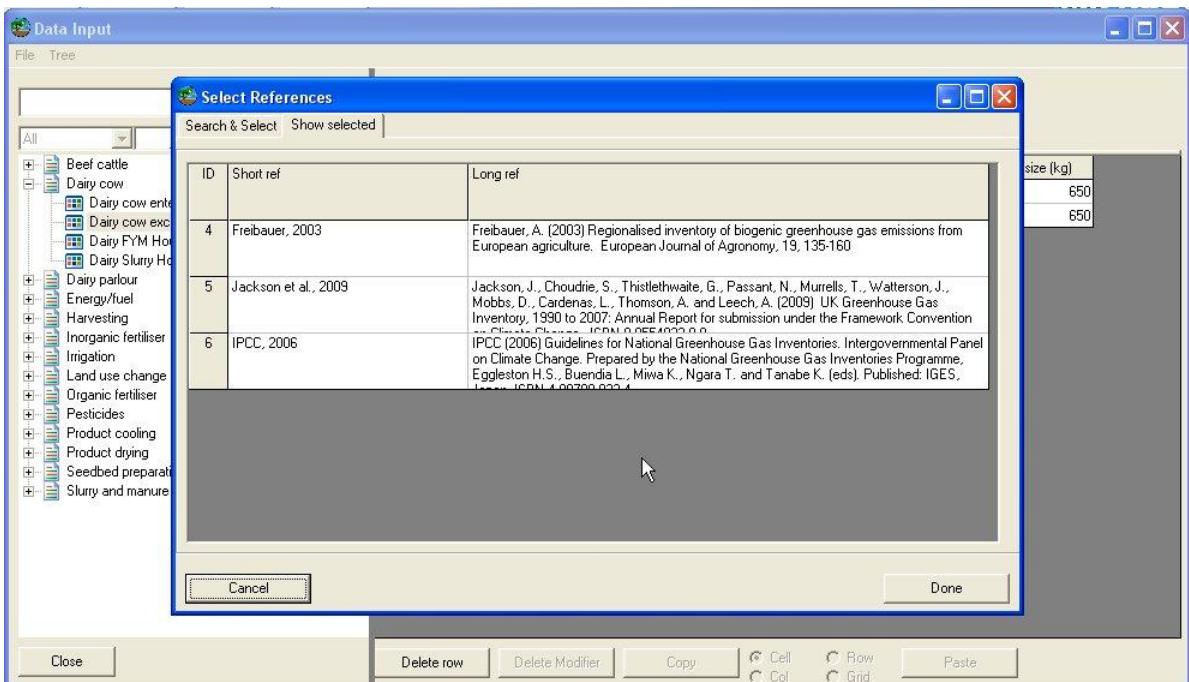 Data Input
File Tree
Select References
Search & Select Show selected
All
Beef cattle
Dairy cow
Dairy cow ente
Dairy cow exc
Dairy FYM Ho
Dairy Slurry Ho
Dairy parlour
Energy/fuel
Harvesting
Inorganic fertiliser
Irrigation
Land use change
Organic fertiliser
Pesticides
Product cooling
Product drying
Seedbed preparati
Slurry and manure
ID Short ref Long ref
4 Freibauer, 2003 Freibauer, A. (2003) Regionalised inventory of biogenic greenhouse gas emissions from
European agriculture. European Journal of Agronomy, 19, 135-160
5 Jackson et al., 2009 Jackson, J., Choudrie, S., Thistlethwaite, G., Passant, N., Murrells, T., Watterson, J.,
Mobbs, D., Cardenas, L., Thomson, A. and Leech, A. (2009) UK Greenhouse Gas
Inventory, 1990 to 2007: Annual Report for submission under the Framework Convention
6 IPCC, 2006 IPCC (2006) Guidelines for National Greenhouse Gas Inventories. Intergovernmental Panel
on Climate Change. Prepared by the National Greenhouse Gas Inventories Programme,
Eggleston H.S., Buendia L., Miwa K., Ngara T. and Tanabe K. (eds). Published: IGES,
size (kg)
650
650
Cancel Done
Close Delete row Delete Modifier Copy Cell Row Paste
Col Grid